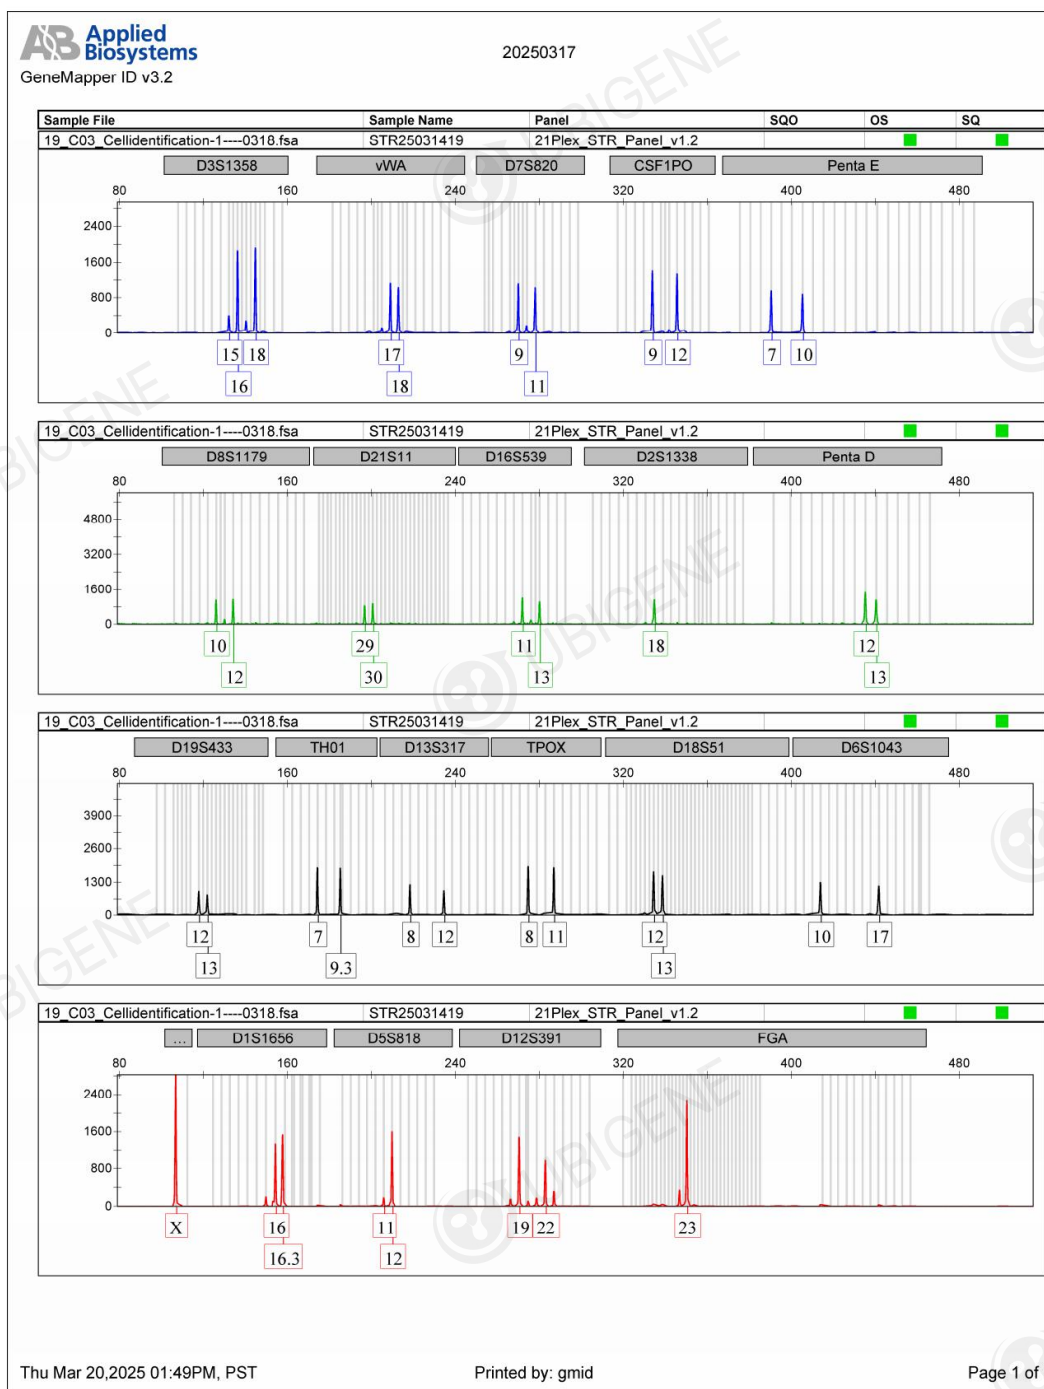 Applied
Biosystems
20250317
GeneMapper ID v3.2
Sample File Sample Name Panel SQO OS SQ
19_C03_Cellidentification-1----0318.fsa STR25031419 21Plex_STR_Panel_v1.2
D3S1358 vWA D7S820 CSF1PO Penta E
80 160 240 320 400 480
2400
1600
800
0
15 18 17 9 9 12 7 10
16 18 11
19_C03_Cellidentification-1----0318.fsa STR25031419 21Plex_STR_Panel_v1.2
D8S1179 D21S11 D16S539 D2S1338 Penta D
80 160 240 320 400 480
4800
3200
1600
0
10 29 11 18 12
12 30 13 13
19_C03_Cellidentification-1----0318.fsa STR25031419 21Plex_STR_Panel_v1.2
D19S433 TH01 D13S317 TPOX D18S51 D6S1043
80 160 240 320 400 480
3900
2600
1300
0
12 7 8 12 8 11 12 10 17
13 9.3 13
19_C03_Cellidentification-1----0318.fsa STR25031419 21Plex_STR_Panel_v1.2
... D1S1656 D5S818 D12S391 FGA
80 160 240 320 400 480
2400
1600
800
0
X 16 11 19 22 23
16.3 12
Thu Mar 20,2025 01:49PM, PST Printed by: gmid Page 1 of
UBIGENE